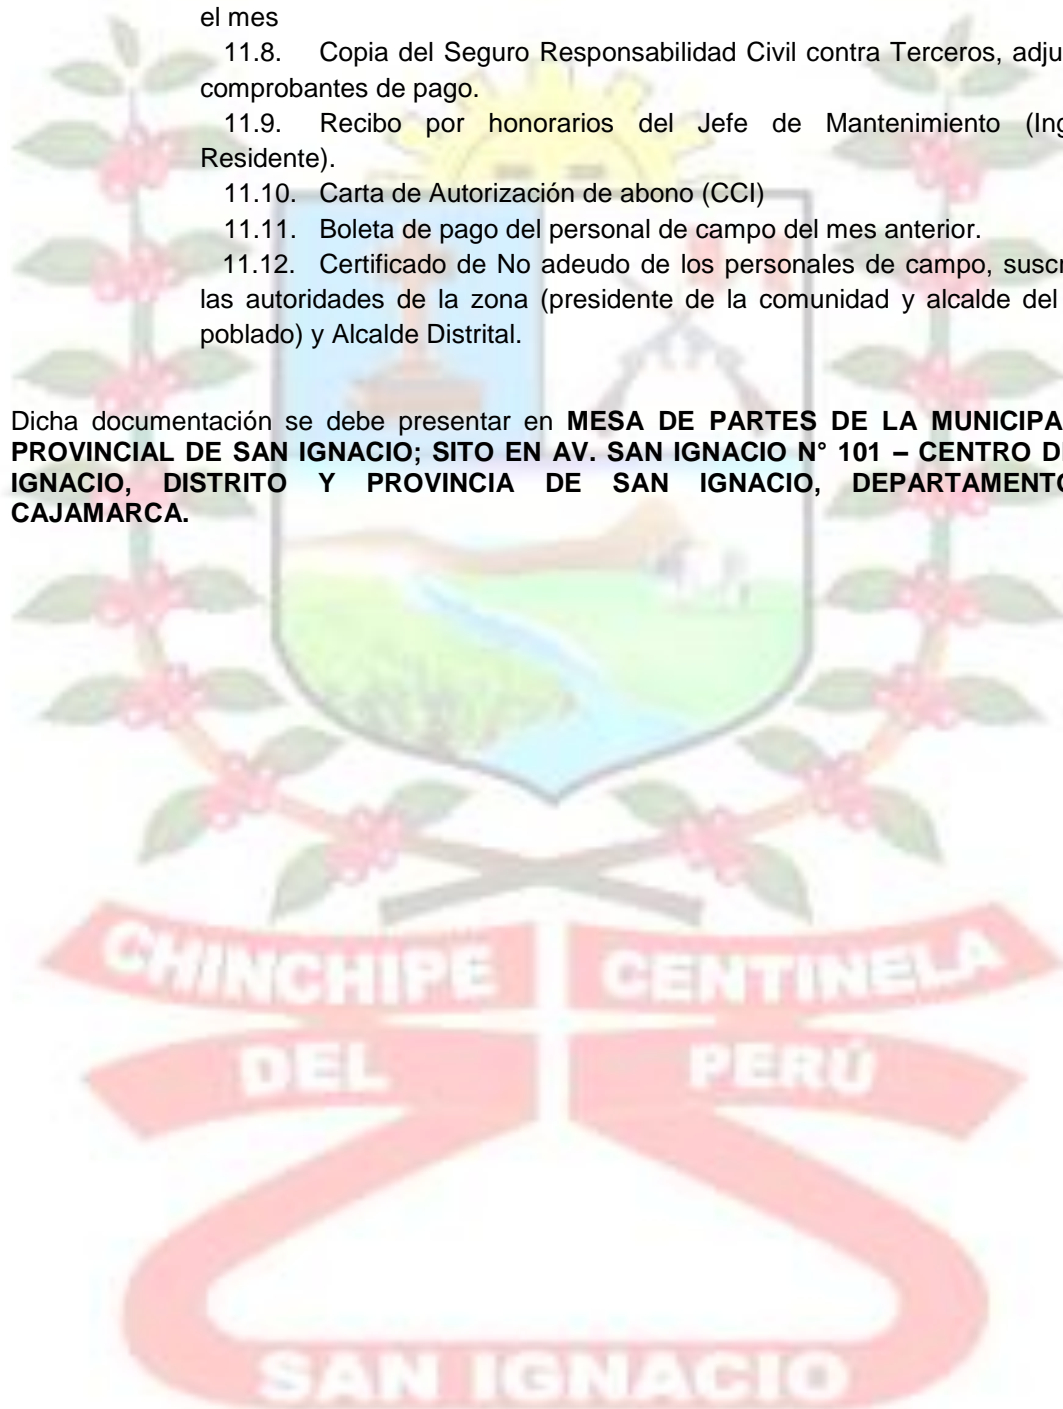 el mes
11.8. Copia del Seguro Responsabilidad Civil contra Terceros, adju
comprobantes de pago.
11.9. Recibo por honorarios del Jefe de Mantenimiento (Ing
Residente).
11.10. Carta de Autorización de abono (CCI)
11.11. Boleta de pago del personal de campo del mes anterior.
11.12. Certificado de No adeudo de los personales de campo, suscr
las autoridades de la zona (presidente de la comunidad y alcalde del
poblado) y Alcalde Distrital.
Dicha documentación se debe presentar en MESA DE PARTES DE LA MUNICIPA
PROVINCIAL DE SAN IGNACIO; SITO EN AV. SAN IGNACIO N° 101 – CENTRO D
IGNACIO, DISTRITO Y PROVINCIA DE SAN IGNACIO, DEPARTAMENTO
CAJAMARCA.
CHINCHIPE CENTINELA
DEL PERÚ
SAN IGNACIO